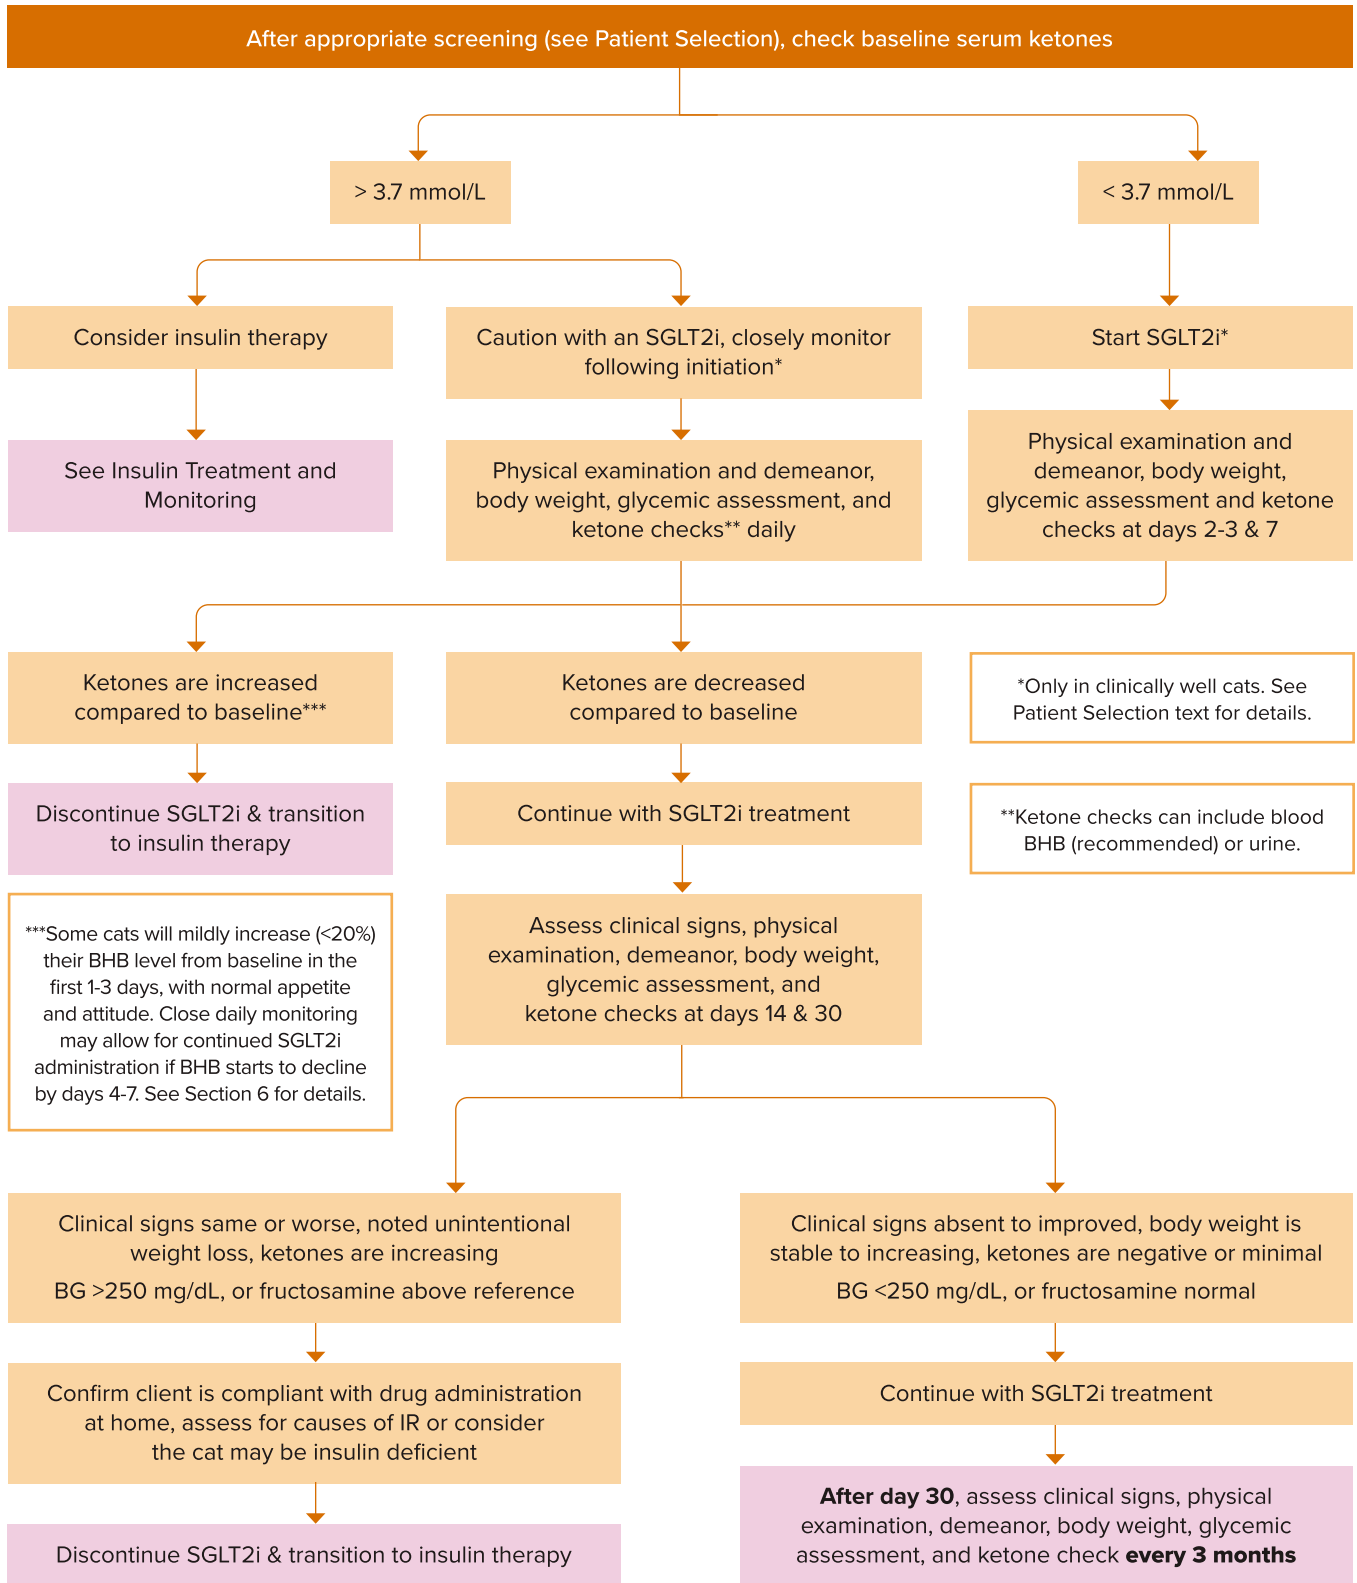 After appropriate screening (see Patient Selection), check baseline serum ketones
> 3.7 mmol/L
< 3.7 mmol/L
Consider insulin therapy
Caution with an SGLT2i, closely monitor
following initiation*
Start SGLT2i*
See Insulin Treatment and
Monitoring
Physical examination and demeanor,
body weight, glycemic assessment, and
ketone checks** daily
Physical examination and
demeanor, body weight,
glycemic assessment and ketone
checks at days 2-3 & 7
Ketones are increased
compared to baseline***
Ketones are decreased
compared to baseline
*Only in clinically well cats. See
Patient Selection text for details.
Discontinue SGLT2i & transition
to insulin therapy
Continue with SGLT2i treatment
**Ketone checks can include blood
BHB (recommended) or urine.
***Some cats will mildly increase (<20%)
their BHB level from baseline in the
first 1-3 days, with normal appetite
and attitude. Close daily monitoring
may allow for continued SGLT2i
administration if BHB starts to decline
by days 4-7. See Section 6 for details.
Assess clinical signs, physical
examination, demeanor, body weight,
glycemic assessment, and
ketone checks at days 14 & 30
Clinical signs same or worse, noted unintentional
weight loss, ketones are increasing
BG >250 mg/dL, or fructosamine above reference
Clinical signs absent to improved, body weight is
stable to increasing, ketones are negative or minimal
BG <250 mg/dL, or fructosamine normal
Confirm client is compliant with drug administration
at home, assess for causes of IR or consider
the cat may be insulin deficient
Continue with SGLT2i treatment
Discontinue SGLT2i & transition to insulin therapy
After day 30, assess clinical signs, physical
examination, demeanor, body weight, glycemic
assessment, and ketone check every 3 months